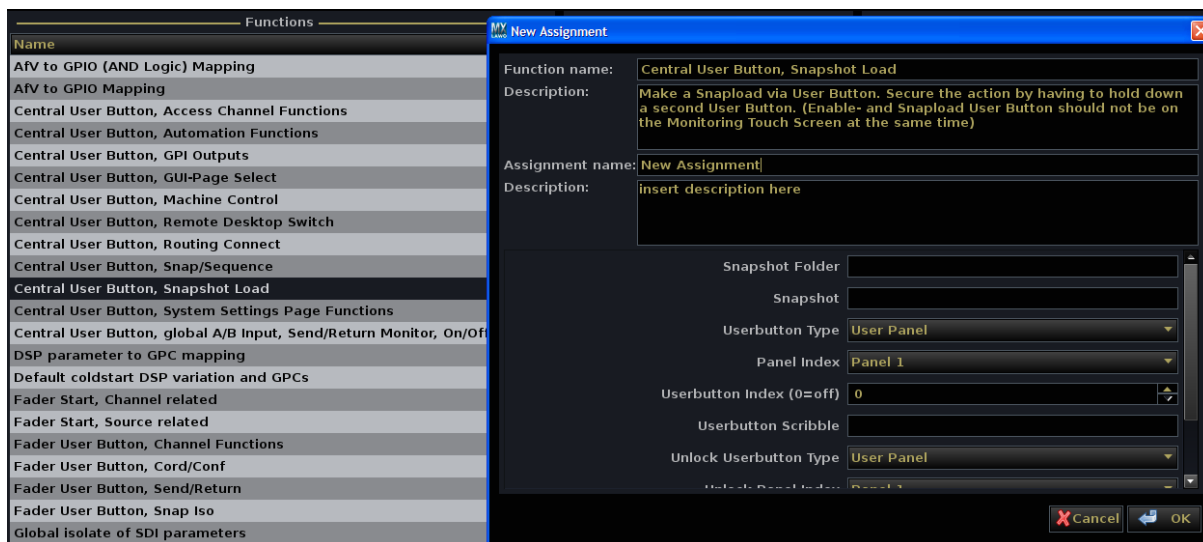 Functions
Name
AfV to GPIO (AND Logic) Mapping
AfV to GPIO Mapping
Central User Button, Access Channel Functions
Central User Button, Automation Functions
Central User Button, GPI Outputs
Central User Button, GUI-Page Select
Central User Button, Machine Control
Central User Button, Remote Desktop Switch
Central User Button, Routing Connect
Central User Button, Snap/Sequence
Central User Button, Snapshot Load
Central User Button, System Settings Page Functions
Central User Button, global A/B Input, Send/Return Monitor, On/Off
DSP parameter to GPC mapping
Default coldstart DSP variation and GPCs
Fader Start, Channel related
Fader Start, Source related
Fader User Button, Channel Functions
Fader User Button, Cord/Conf
Fader User Button, Send/Return
Fader User Button, Snap Iso
Global isolate of SDI parameters
MX LAWO New Assignment
Function name: Central User Button, Snapshot Load
Description: Make a Snapload via User Button. Secure the action by having to hold down
a second User Button. (Enable- and Snapload User Button should not be on
the Monitoring Touch Screen at the same time)
Assignment name: New Assignment
Description: insert description here
Snapshot Folder
Snapshot
Userbutton Type User Panel
Panel Index Panel 1
Userbutton Index (0=off) 0
Userbutton Scribble
Unlock Userbutton Type User Panel
Unlock Panel Index Panel 1
Cancel OK